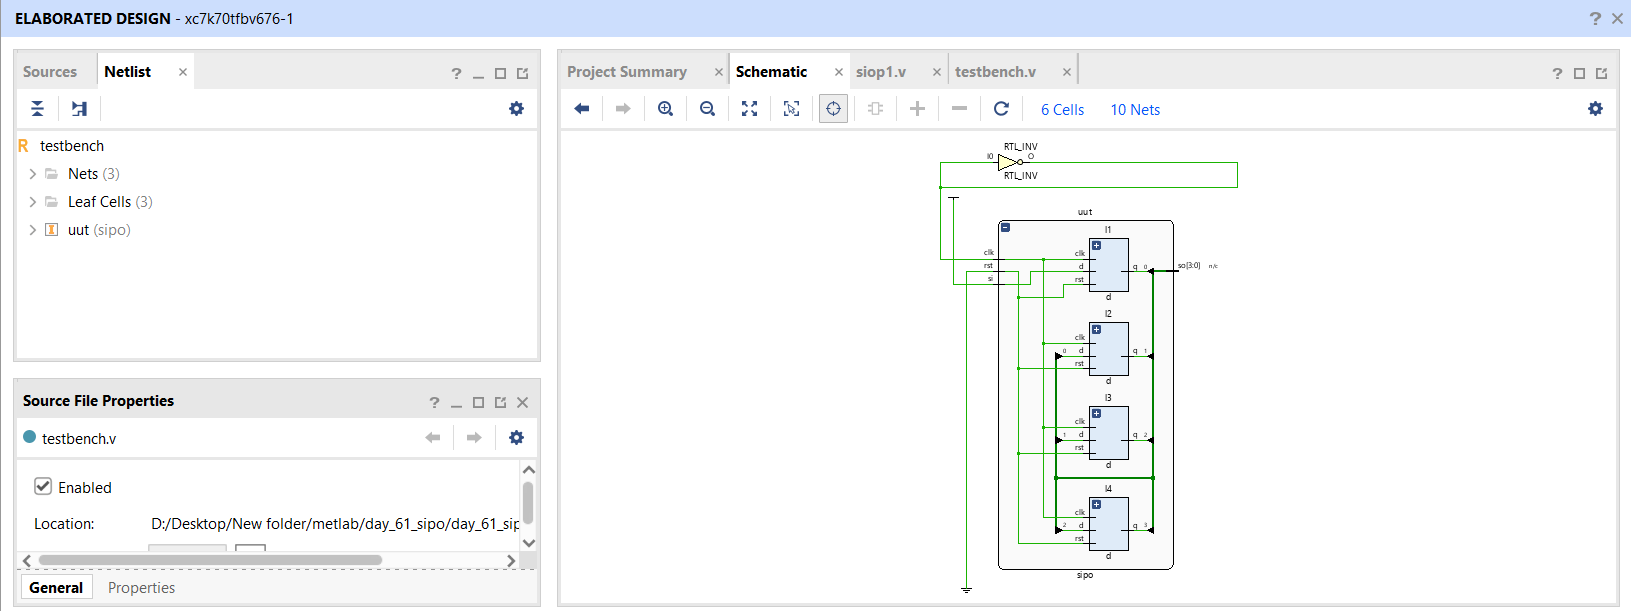 ELABORATED DESIGN - xc7k70tfbv676-1
Sources
Netlist
Project Summary
Schematic
siop1.v
testbench.v
6 Cells
10 Nets
testbench
Nets (3)
Leaf Cells (3)
uut (sipo)
Source File Properties
testbench.v
Enabled
Location: D:/Desktop/New folder/metlab/day_61_sipo/day_61_sip
General
Properties
RTL_INV
I0
O
RTL_INV
uut
clk
rst
si
I1
clk
d
rst
q 0
d
so[3:0] n/c
I2
clk
0 d
rst
q 1
d
I3
clk
1 d
rst
q 2
d
I4
clk
2 d
rst
q 3
d
sipo